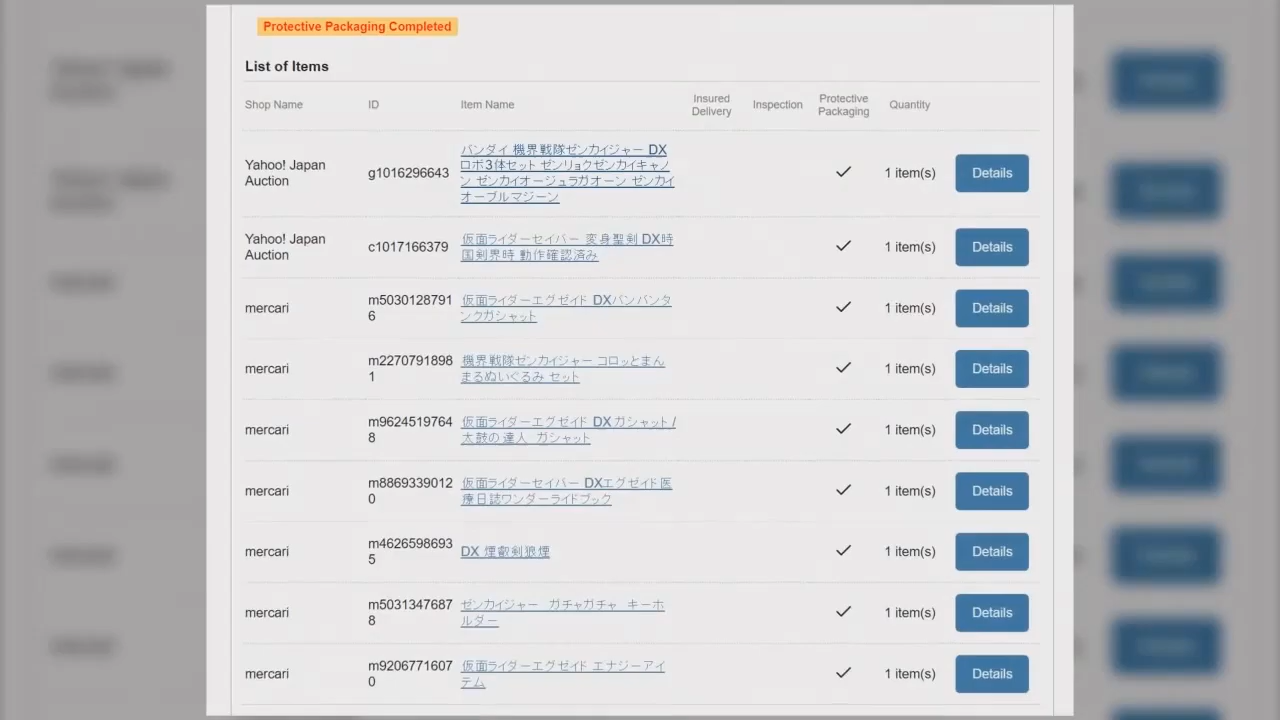 Protective Packaging Completed
List of Items
Shop Name ID Item Name Insured Delivery Inspection Protective Packaging Quantity
Yahoo! Japan Auction g1016296643 バンダイ 機界戦隊ゼンカイジャー DX
ロボ3体セット ゼンリョクゼンカイキャノ
ン ゼンカイオージュラガオーン ゼンカイ
オーブルマジーン 1 item(s) Details
Yahoo! Japan Auction c1017166379 仮面ライダーセイバー 変身聖剣 DX時
国剣界時 動作確認済み 1 item(s) Details
mercari m50301287916 仮面ライダーエグゼイド DXバンバンタ
ンクガシャット 1 item(s) Details
mercari m22707918981 機界戦隊ゼンカイジャー コロッとまん
まるぬいぐるみ セット 1 item(s) Details
mercari m96245197648 仮面ライダーエグゼイド DX ガシャット /
太鼓の達人 ガシャット 1 item(s) Details
mercari m88693390120 仮面ライダーセイバー DXエグゼイド医
療日誌ワンダーライドブック 1 item(s) Details
mercari m46265986935 DX 煙叡剣狼煙 1 item(s) Details
mercari m50313476878 ゼンカイジャー ガチャガチャ キーホ
ルダー 1 item(s) Details
mercari m92067716070 仮面ライダーエグゼイド エナジーアイ
テム 1 item(s) Details